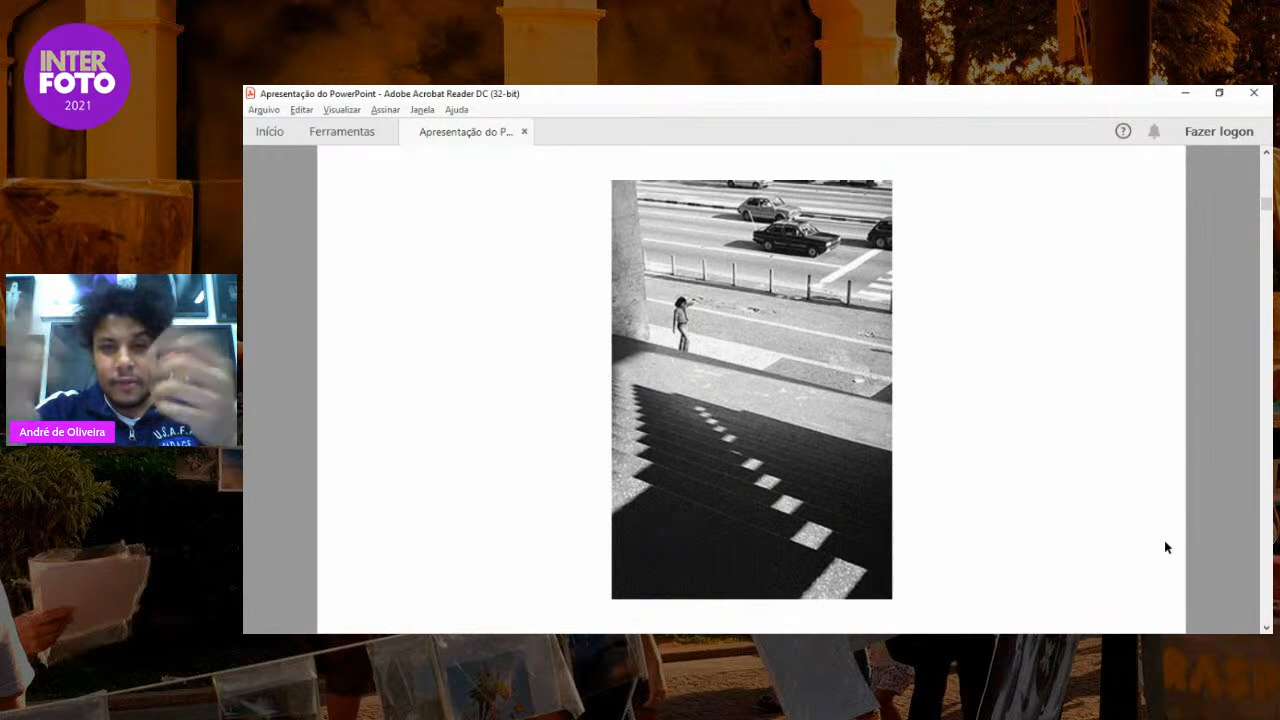 INTER
FOTO
2021
Apresentação do PowerPoint - Adobe Acrobat Reader DC (32-bit)
Arquivo Editar Visualizar Assinar Janela Ajuda
Início Ferramentas Apresentação do P... × ? Fazer logon
André de Oliveira
U.S.A.F.A